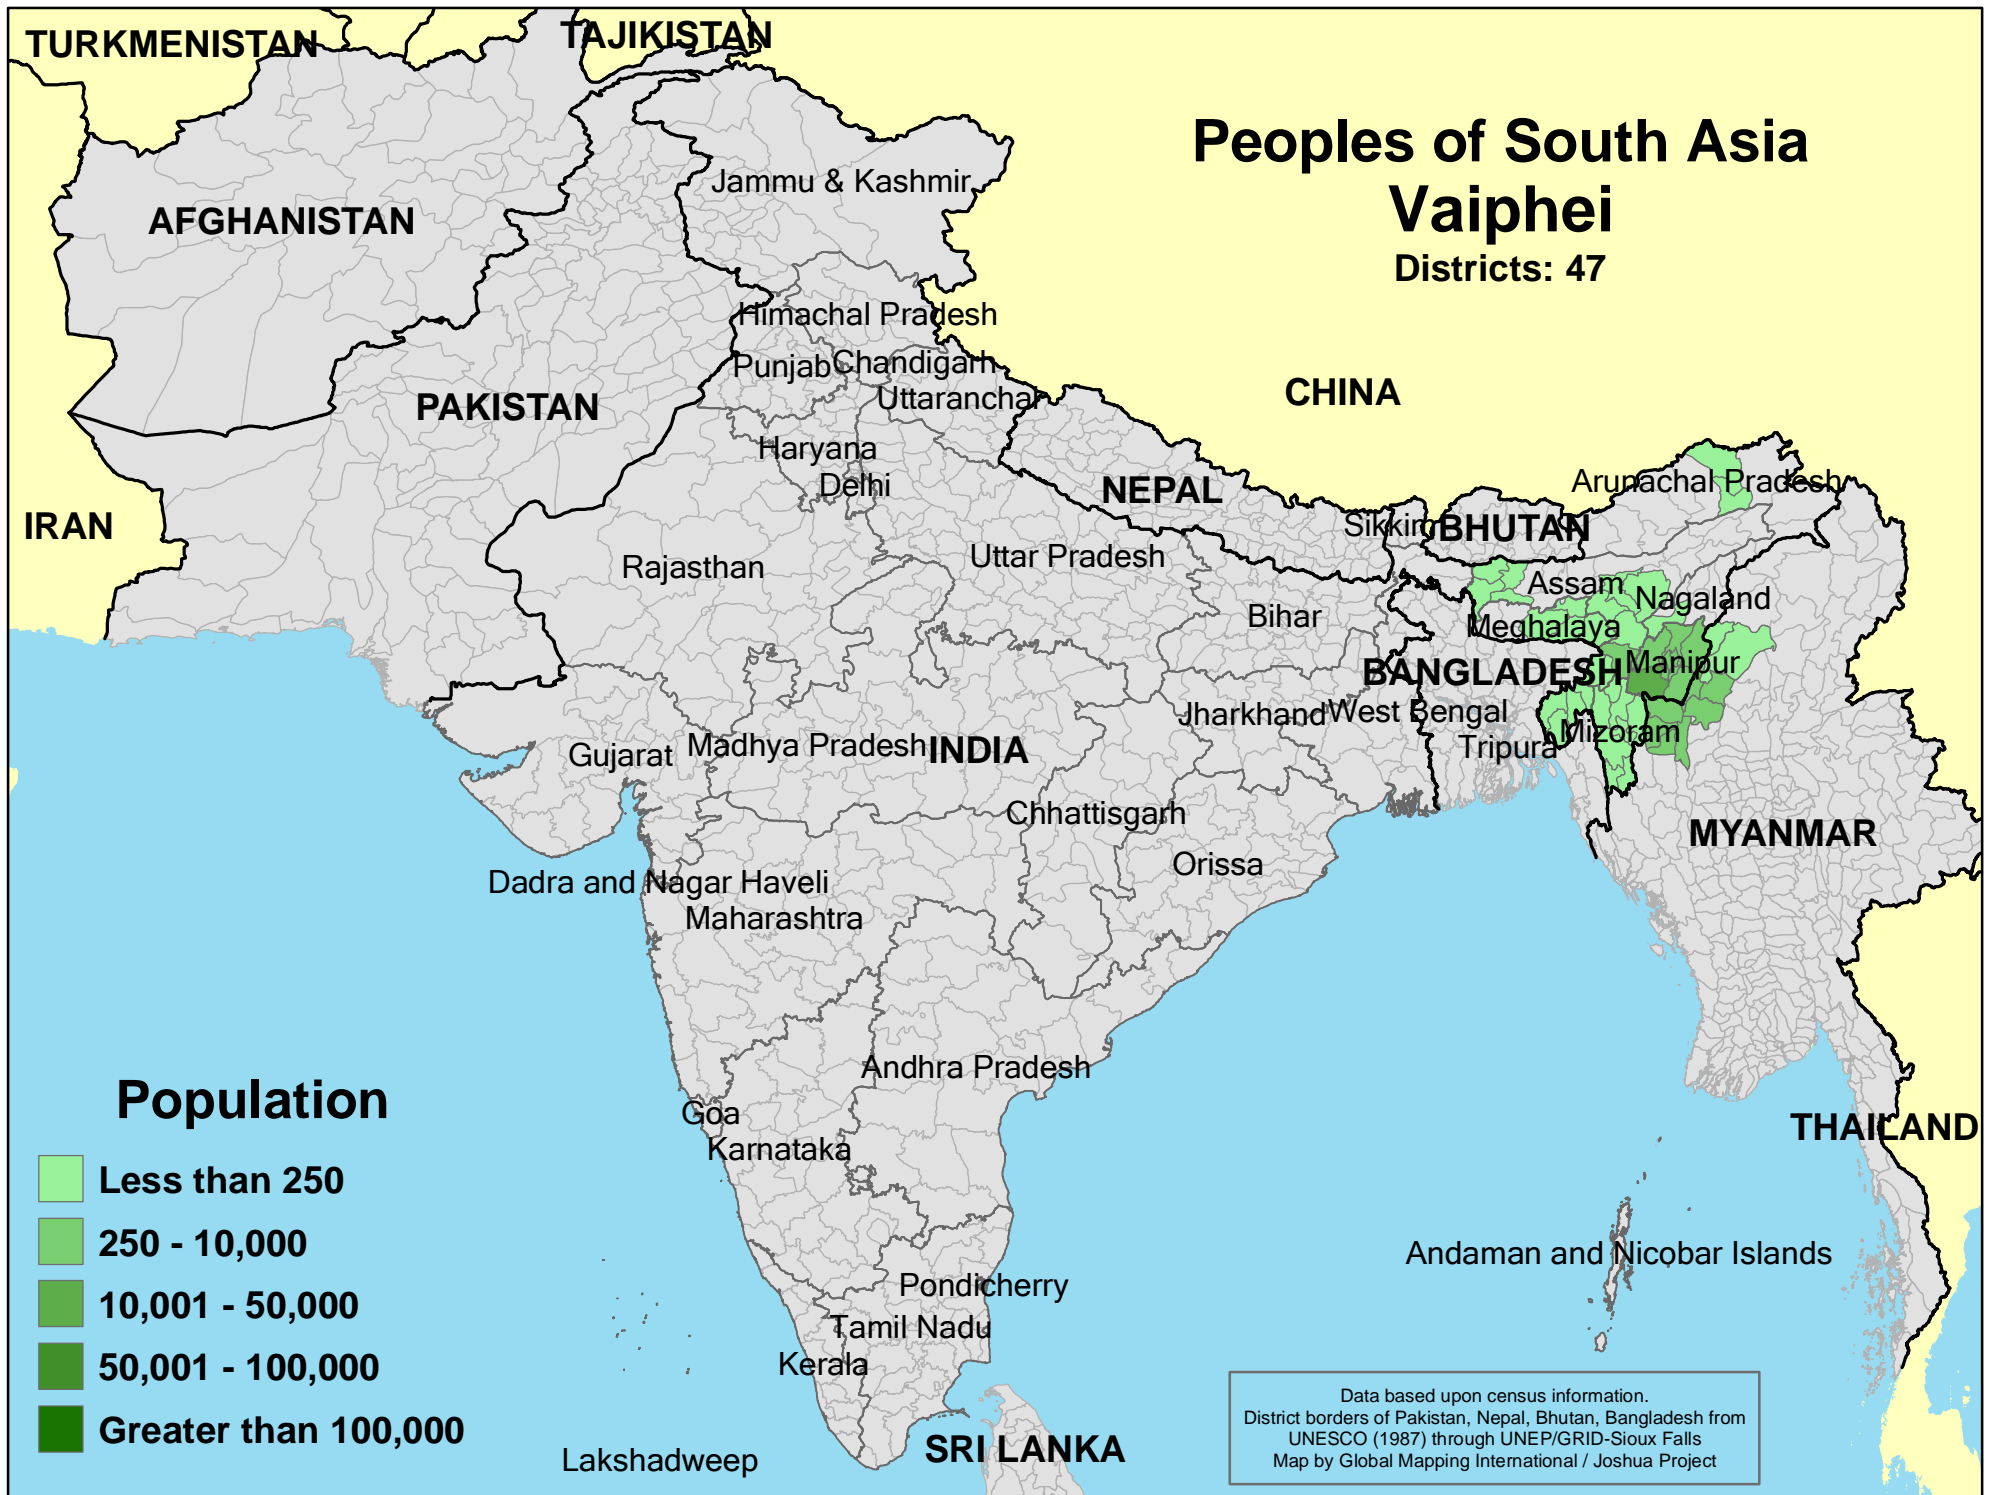 TURKMENISTAN
TAJIKISTAN
Peoples of South Asia
Vaiphei
Districts: 47
Jammu & Kashmir
AFGHANISTAN
Himachal Pradesh
Punjab
Chandigarh
Uttaranchal
CHINA
PAKISTAN
Haryana
Delhi
NEPAL
Arunachal Pradesh
IRAN
Sikkim
BHUTAN
Rajasthan
Uttar Pradesh
Assam
Nagaland
Bihar
Meghalaya
BANGLADESH
Manipur
Jharkhand
West Bengal
Gujarat
Madhya Pradesh
INDIA
Tripura
Mizoram
Chhattisgarh
MYANMAR
Orissa
Dadra and Nagar Haveli
Maharashtra
Andhra Pradesh
Goa
Karnataka
THAILAND
Andaman and Nicobar Islands
Pondicherry
Tamil Nadu
Kerala
Lakshadweep
SRI LANKA
Population
Less than 250
250 - 10,000
10,001 - 50,000
50,001 - 100,000
Greater than 100,000
Data based upon census information.
District borders of Pakistan, Nepal, Bhutan, Bangladesh from
UNESCO (1987) through UNEP/GRID-Sioux Falls
Map by Global Mapping International / Joshua Project